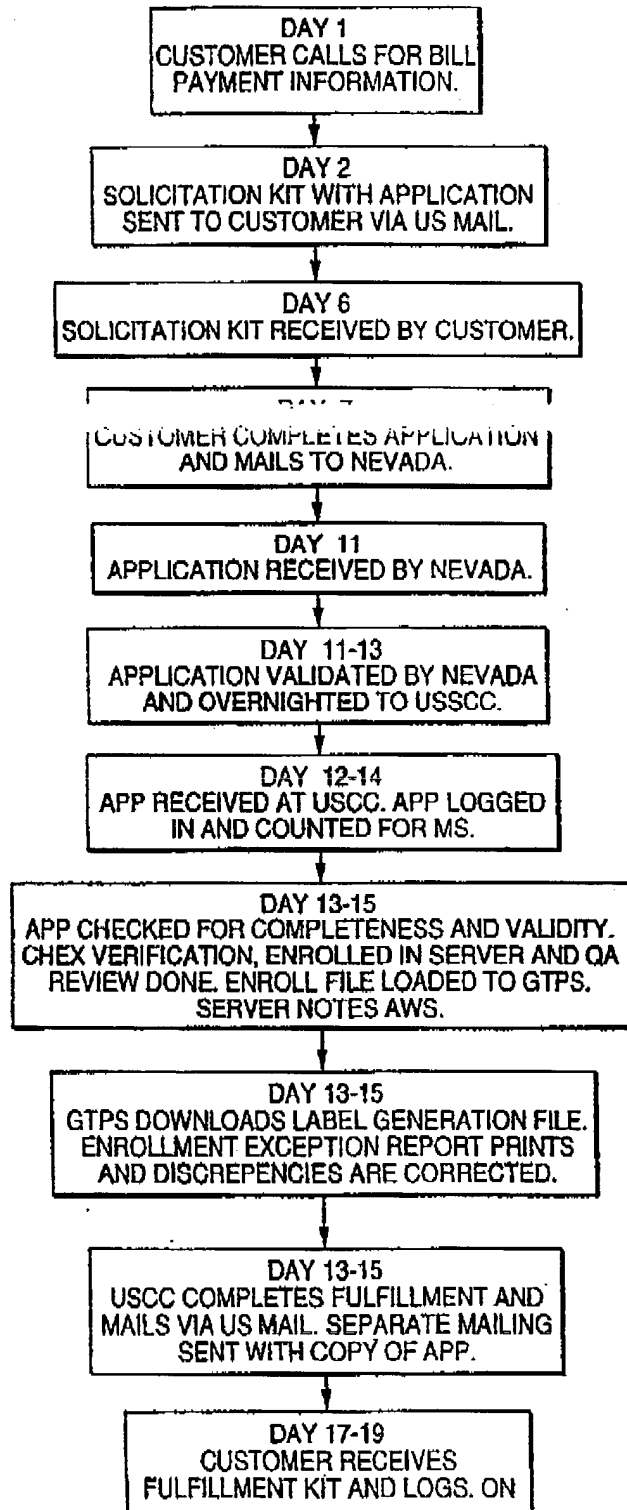 DAY 1
CUSTOMER CALLS FOR BILL
PAYMENT INFORMATION.
DAY 2
SOLICITATION KIT WITH APPLICATION
SENT TO CUSTOMER VIA US MAIL.
DAY 6
SOLICITATION KIT RECEIVED BY CUSTOMER.
CUSTOMER COMPLETES APPLICATION
AND MAILS TO NEVADA.
DAY 11
APPLICATION RECEIVED BY NEVADA.
DAY 11-13
APPLICATION VALIDATED BY NEVADA
AND OVERNIGHTED TO USSCC.
DAY 12-14
APP RECEIVED AT USCC. APP LOGGED
IN AND COUNTED FOR MS.
DAY 13-15
APP CHECKED FOR COMPLETENESS AND VALIDITY.
CHEX VERIFICATION, ENROLLED IN SERVER AND QA
REVIEW DONE. ENROLL FILE LOADED TO GTPS.
SERVER NOTES AWS.
DAY 13-15
GTPS DOWNLOADS LABEL GENERATION FILE.
ENROLLMENT EXCEPTION REPORT PRINTS
AND DISCREPENCIES ARE CORRECTED.
DAY 13-15
USCC COMPLETES FULFILLMENT AND
MAILS VIA US MAIL. SEPARATE MAILING
SENT WITH COPY OF APP.
DAY 17-19
CUSTOMER RECEIVES
FULFILLMENT KIT AND LOGS. ON